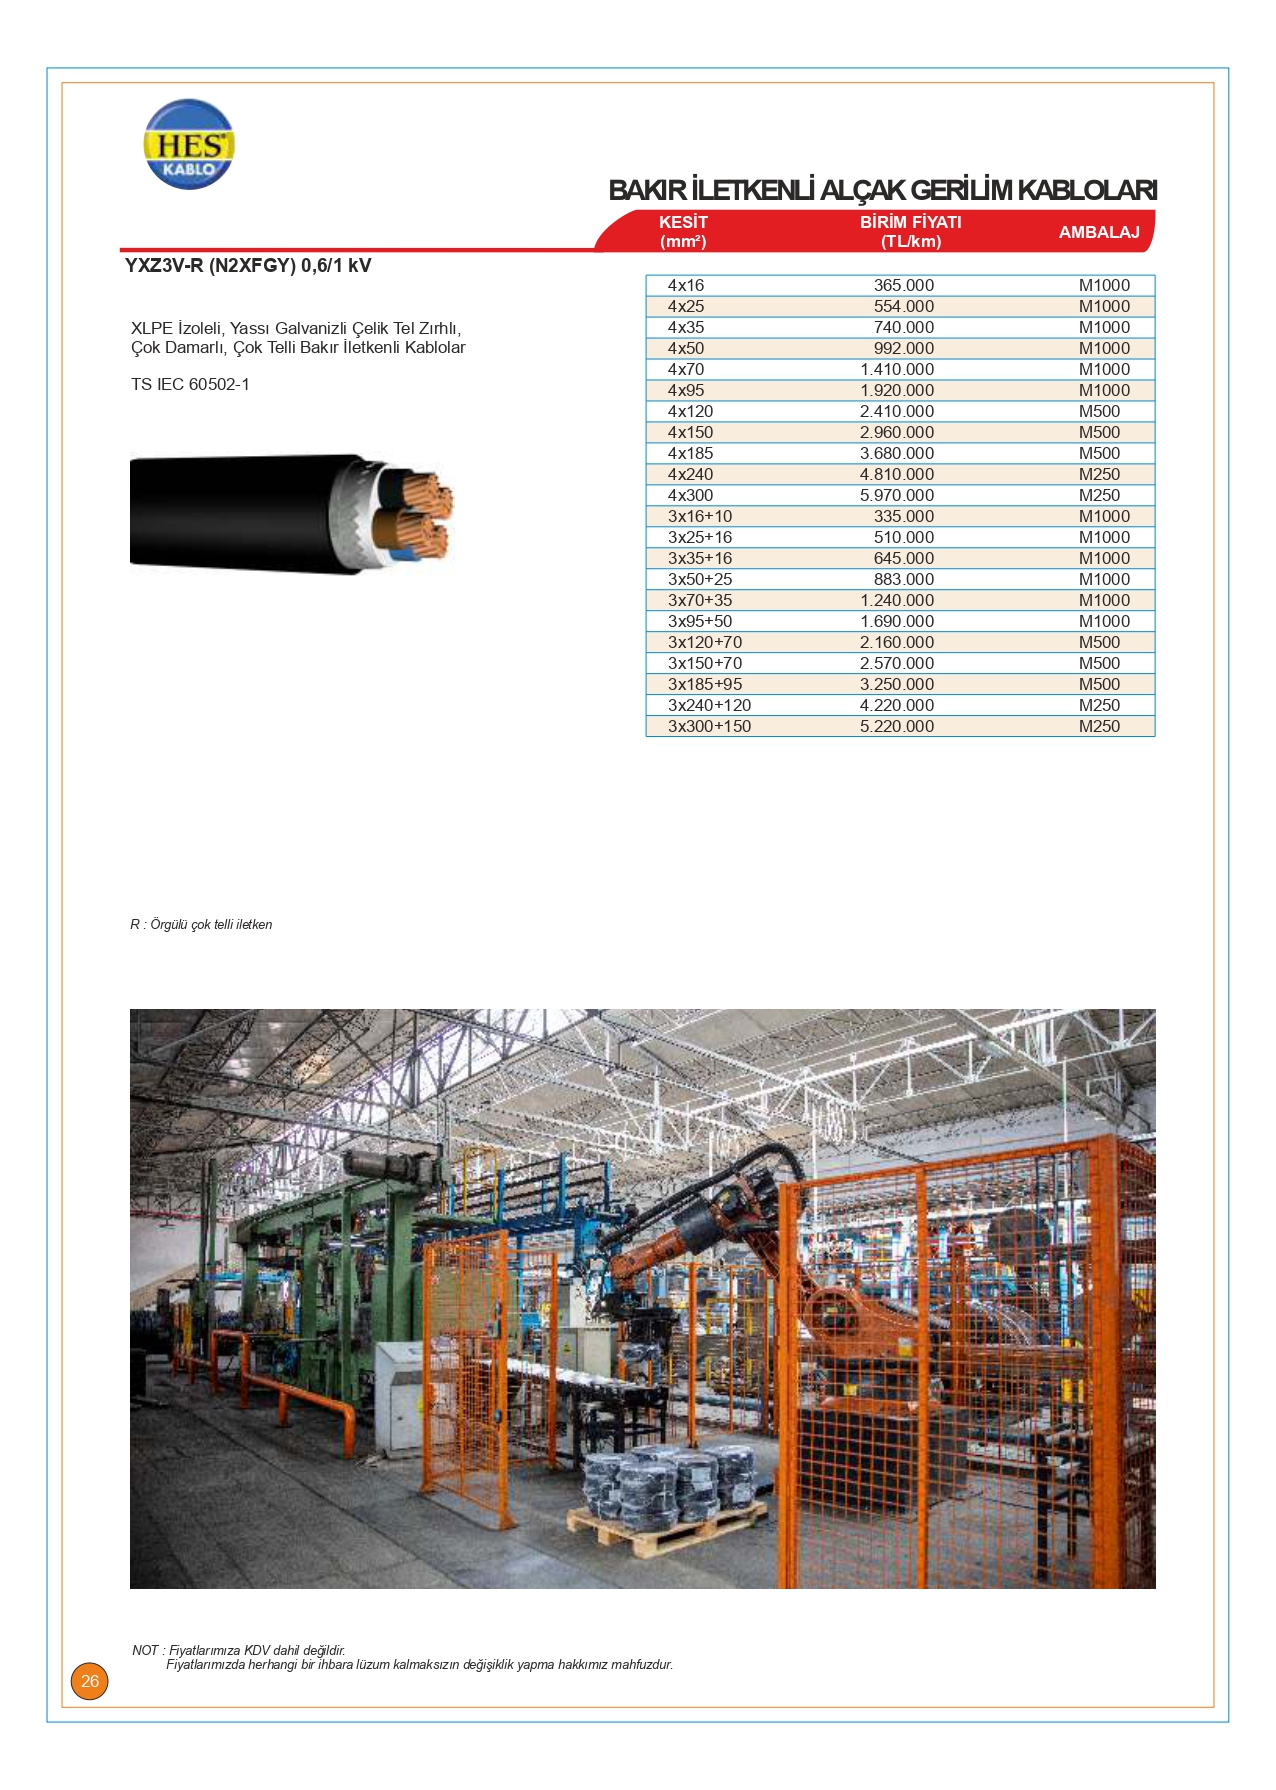 HES
KABLO
BAKIR İLETKENLİ ALÇAK GERİLİM KABLOLARI
KESİT (mm²) BİRİM FİYATI (TL/km) AMBALAJ
YXZ3V-R (N2XFGY) 0,6/1 kV
XLPE İzoleli, Yassı Galvanizli Çelik Tel Zırhlı,
Çok Damarlı, Çok Telli Bakır İletkenli Kablolar
TS IEC 60502-1
4x16 365.000 M1000
4x25 554.000 M1000
4x35 740.000 M1000
4x50 992.000 M1000
4x70 1.410.000 M1000
4x95 1.920.000 M1000
4x120 2.410.000 M500
4x150 2.960.000 M500
4x185 3.680.000 M500
4x240 4.810.000 M250
4x300 5.970.000 M250
3x16+10 335.000 M1000
3x25+16 510.000 M1000
3x35+16 645.000 M1000
3x50+25 883.000 M1000
3x70+35 1.240.000 M1000
3x95+50 1.690.000 M1000
3x120+70 2.160.000 M500
3x150+70 2.570.000 M500
3x185+95 3.250.000 M500
3x240+120 4.220.000 M250
3x300+150 5.220.000 M250
R : Örgülü çok telli iletken
NOT : Fiyatlarımıza KDV dahil değildir.
Fiyatlarımızda herhangi bir ihbara lüzum kalmaksızın değişiklik yapma hakkımız mahfuzdur.
26